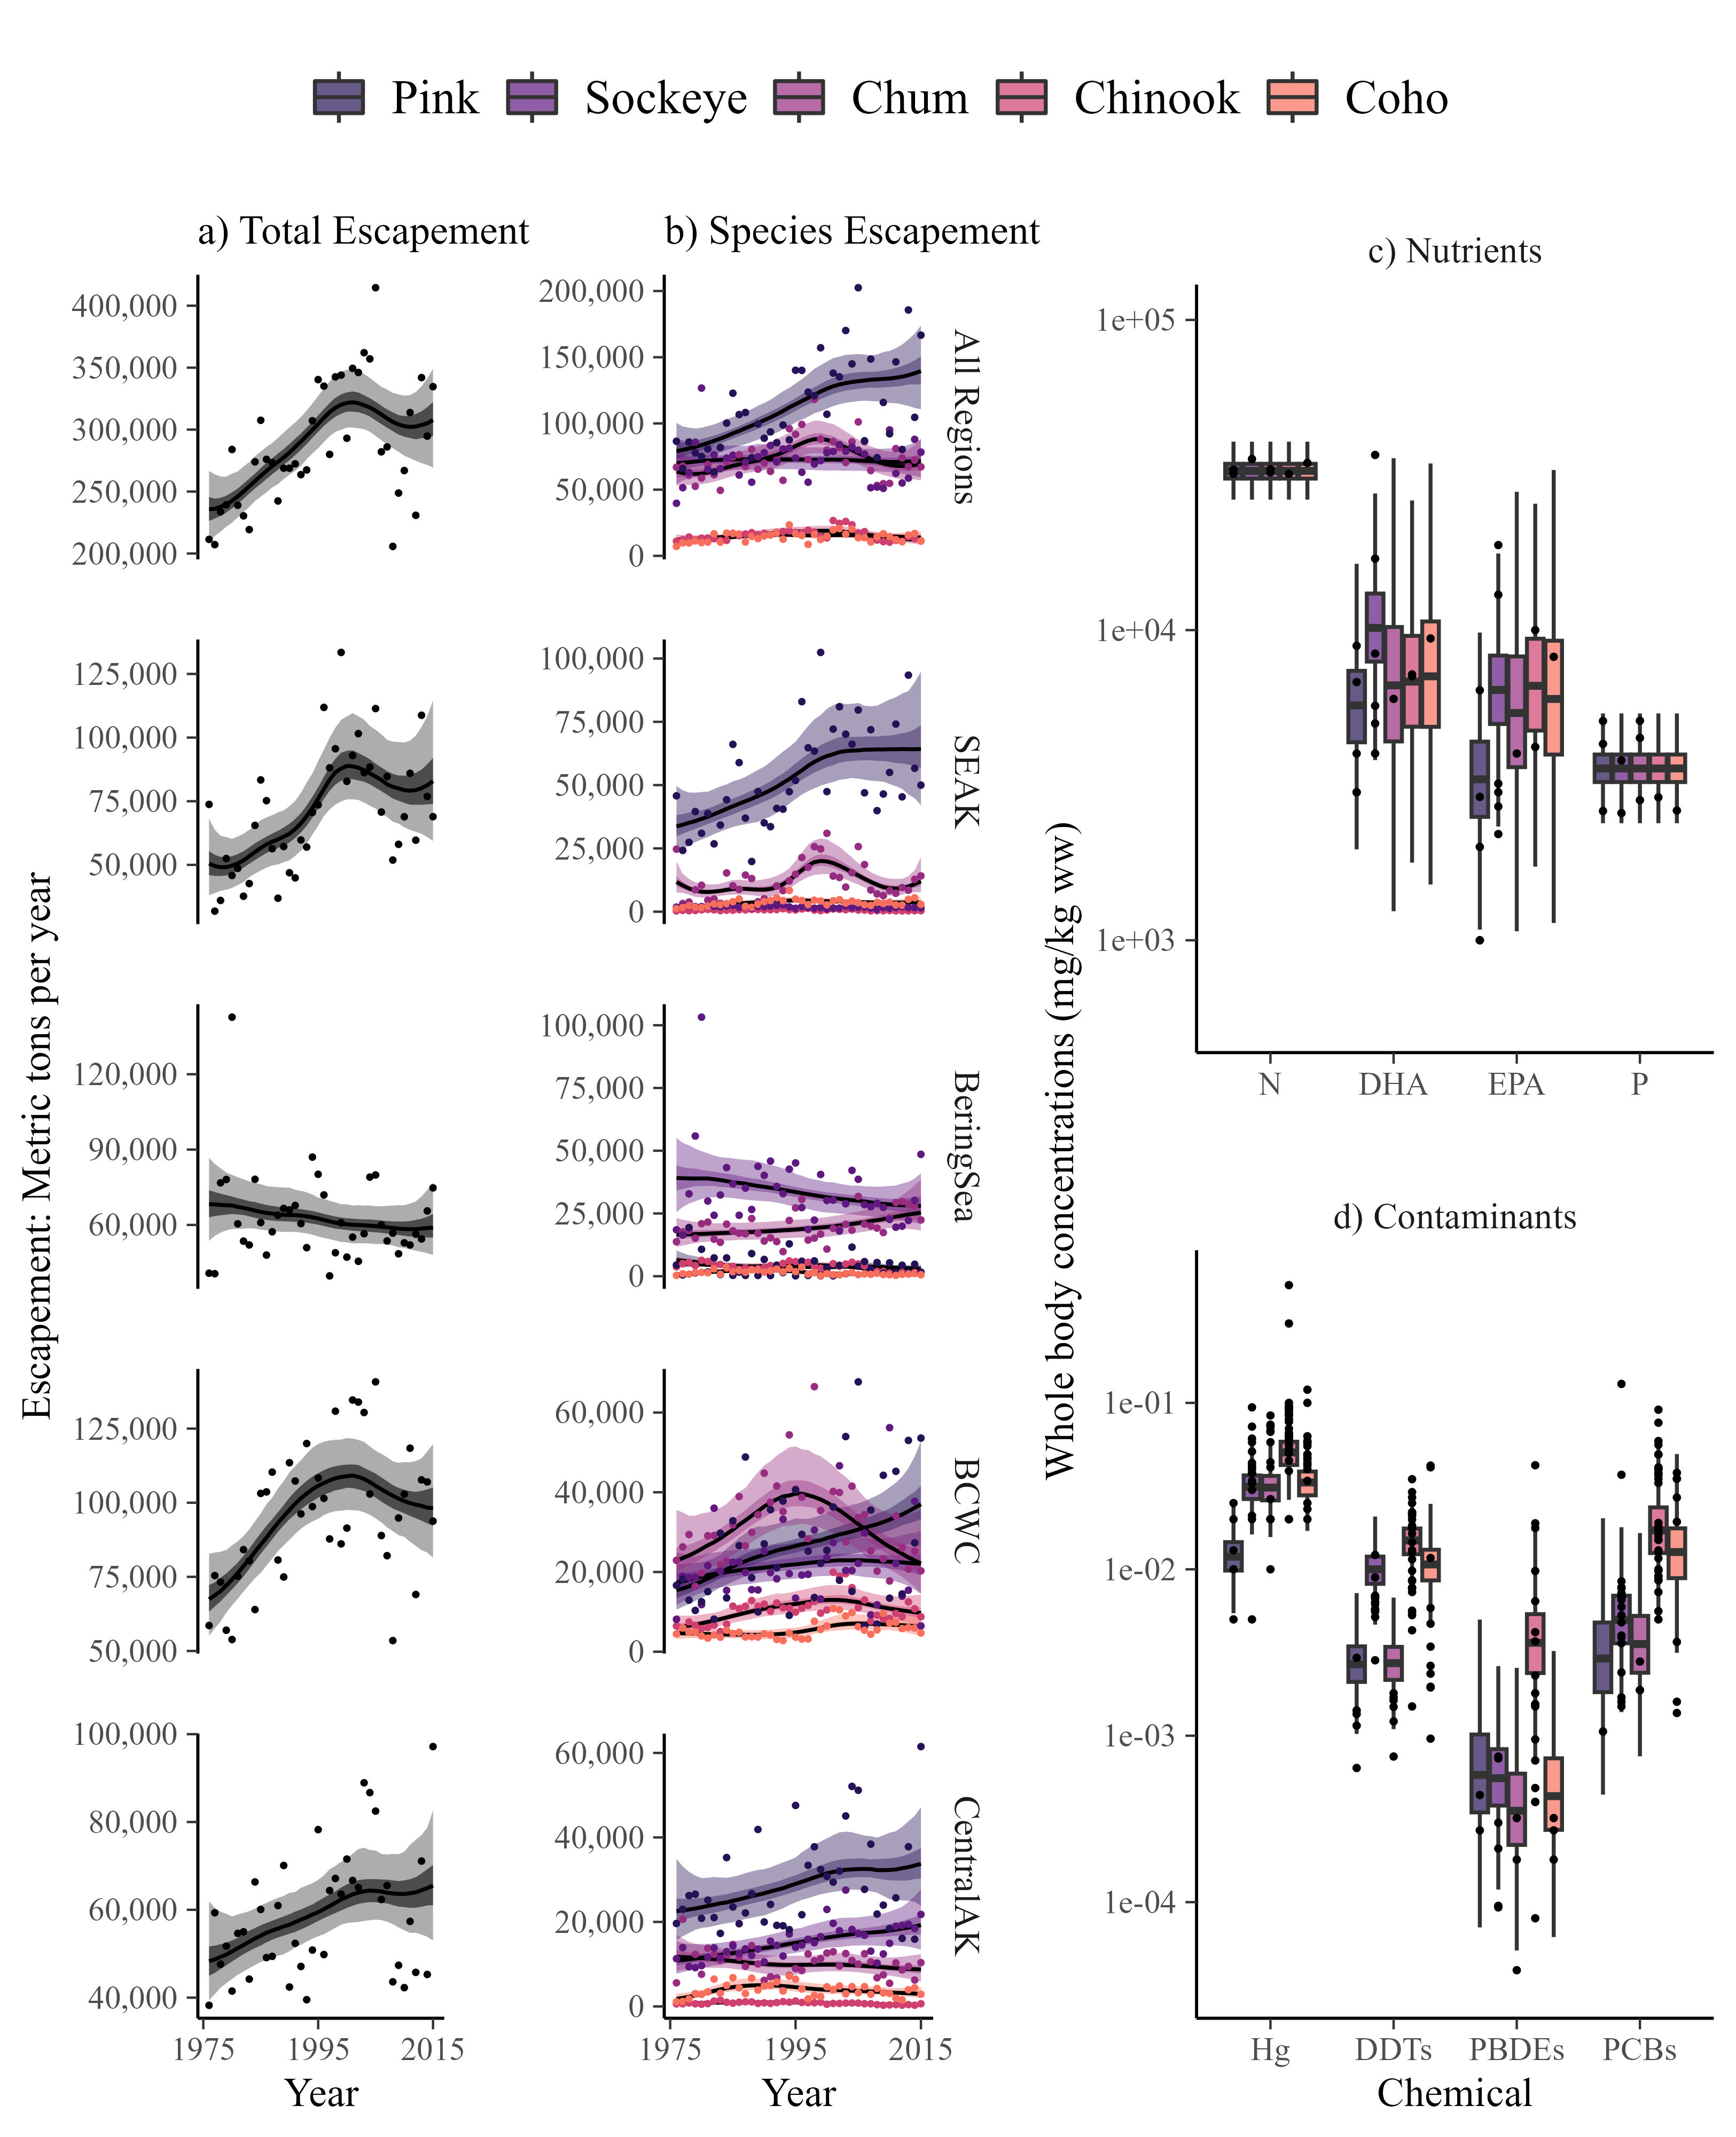 Pink Sockeye Chum Chinook Coho
a) Total Escapement
b) Species Escapement
c) Nutrients
Escapement: Metric tons per year
400,000
350,000
300,000
250,000
200,000
125,000
100,000
75,000
50,000
120,000
90,000
60,000
125,000
100,000
75,000
50,000
100,000
80,000
60,000
40,000
1975 1995 2015
Year
200,000
150,000
100,000
50,000
0
All Regions
100,000
75,000
50,000
25,000
0
SEAK
100,000
75,000
50,000
25,000
0
BeringSea
60,000
40,000
20,000
0
BCWC
60,000
40,000
20,000
0
CentralAK
1975 1995 2015
Year
Whole body concentrations (mg/kg ww)
1e+05
1e+04
1e+03
N DHA EPA P
d) Contaminants
1e-01
1e-02
1e-03
1e-04
Hg DDTs PBDEs PCBs
Chemical